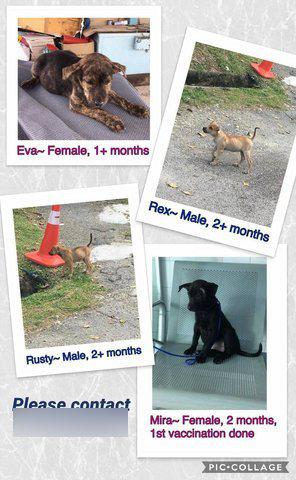 Eva~ Female, 1+ months
Rex~ Male, 2+ months
Rusty~ Male, 2+ months
Please contact
Mira~ Female, 2 months,
1st vaccination done
PIC•COLLAGE